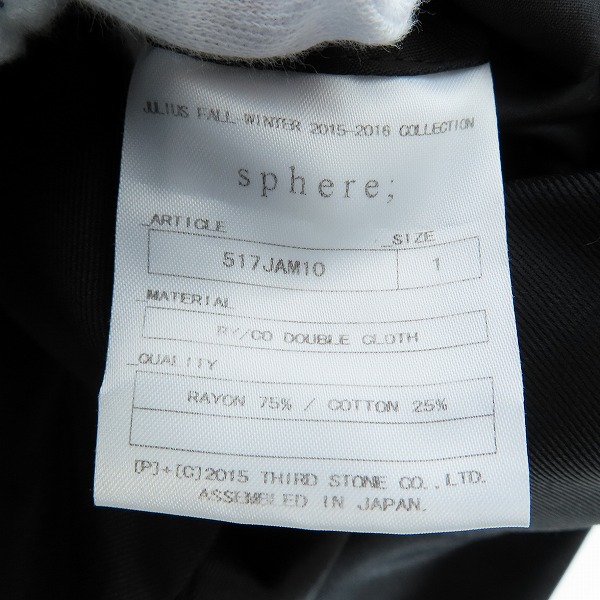 JULIUS FALL-WINTER 2015-2016 COLLECTION
sphere;
_ARTICLE _SIZE
517JAM10 1
_MATERIAL
RY//CO DOUBLE CLOTH
_QUALITY
RAYON 75% / COTTON 25%
[P]+[C]2015 THIRD STONE CO.,LTD.
ASSEMBLED IN JAPAN.